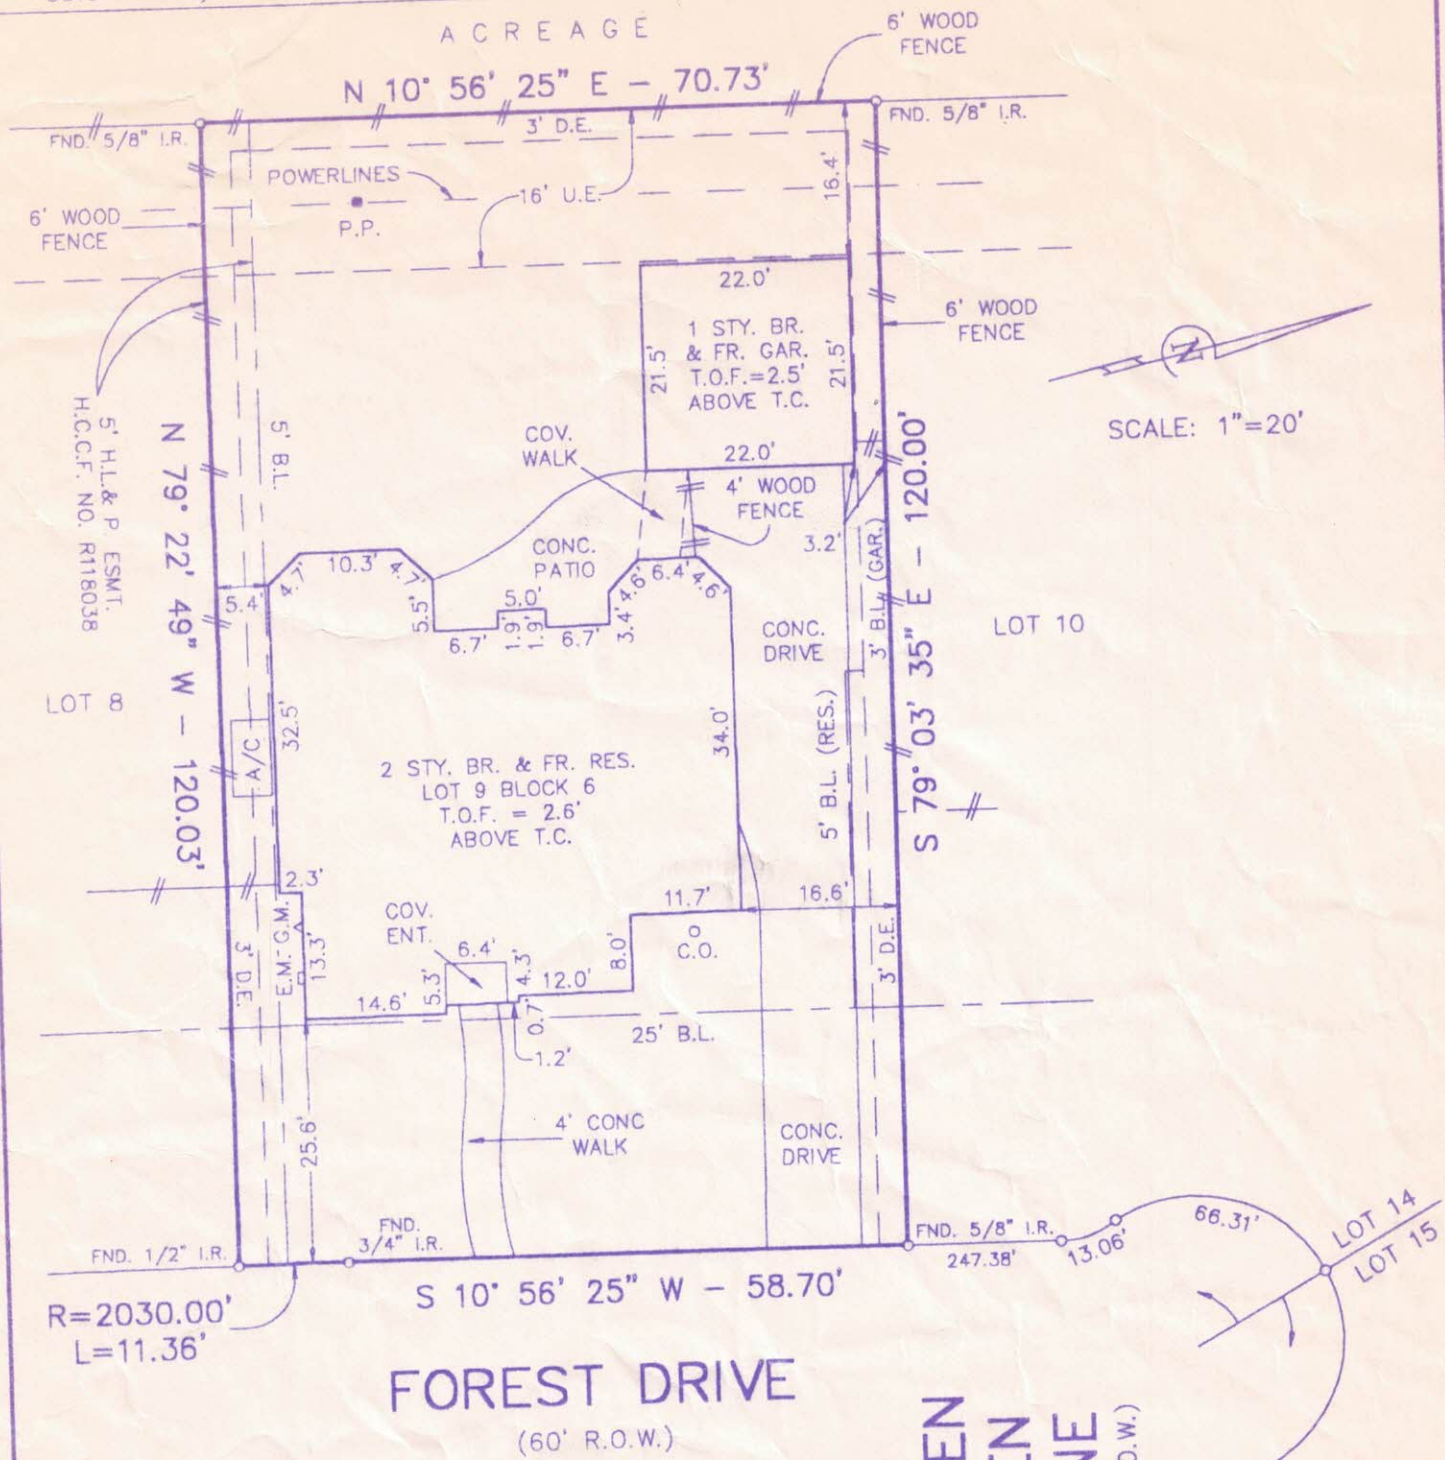 ACREAGE
6' WOOD
FENCE
N 10° 56' 25" E – 70.73'
FND. 5/8" I.R.
3' D.E.
FND. 5/8" I.R.
POWERLINES
16' U.E.
16.4'
6' WOOD
FENCE
P.P.
22.0'
6' WOOD
FENCE
1 STY. BR.
& FR. GAR.
T.O.F.=2.5'
ABOVE T.C.
21.5'
21.5'
N
SCALE: 1"=20'
5' H.L.& P. ESMT.
H.C.C.F. NO. R118038
N 79° 22' 49" W – 120.03'
5' B.L.
COV.
WALK
22.0'
4' WOOD
FENCE
3.2'
S 79° 03' 35" E – 120.00'
3' B.L. (GAR.)
CONC.
PATIO
4.7'
10.3'
4.7'
5.4'
5.5'
6.7'
1.9'
5.0'
1.9'
6.7'
3.4'
4.6'
6.4'
4.6'
CONC.
DRIVE
LOT 10
LOT 8
32.5'
A/C
34.0'
5' B.L. (RES.)
2 STY. BR. & FR. RES.
LOT 9 BLOCK 6
T.O.F. = 2.6'
ABOVE T.C.
2.3'
11.7'
16.6'
COV.
ENT.
C.O.
3' D.E.
E.M. G.M.
13.3'
6.4'
5.3'
4.3'
12.0'
8.0'
3' D.E.
14.6'
0.7'
25' B.L.
1.2'
25.6'
4' CONC
WALK
CONC.
DRIVE
FND. 1/2" I.R.
FND.
3/4" I.R.
FND. 5/8" I.R.
247.38'
13.06'
66.31'
LOT 14
LOT 15
S 10° 56' 25" W – 58.70'
R=2030.00'
L=11.36'
FOREST DRIVE
(60' R.O.W.)
EN
EN
NE
O.W.)